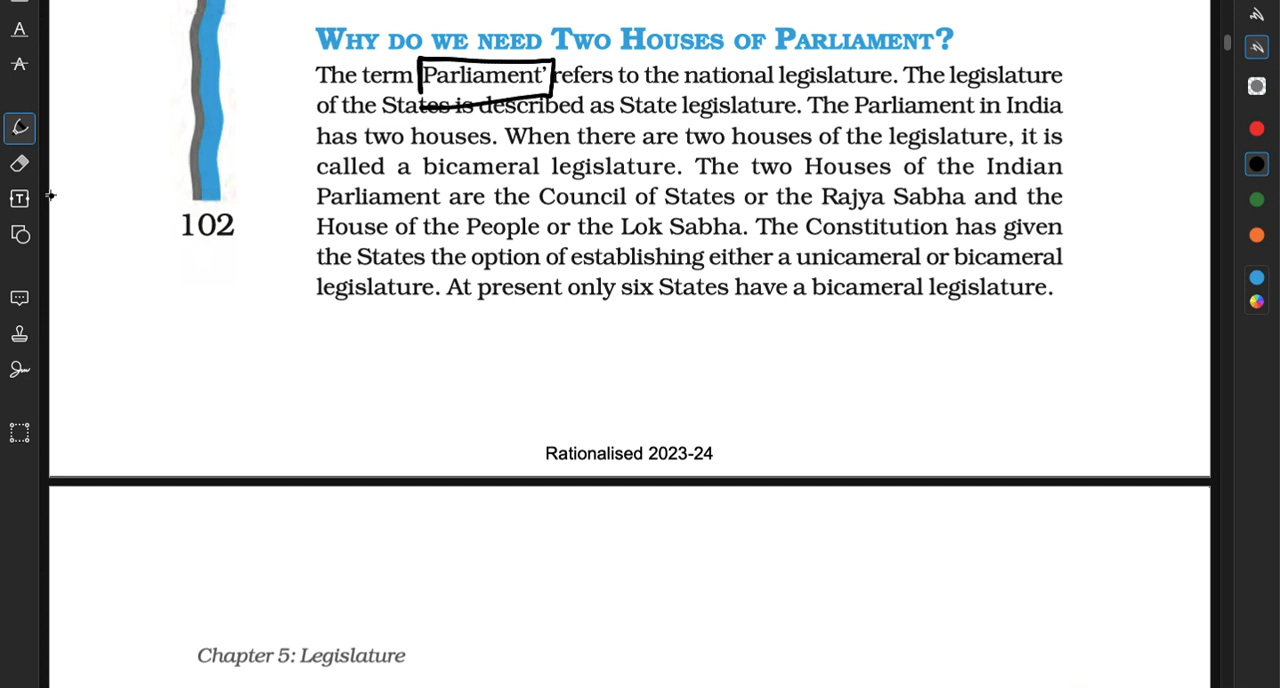 WHY DO WE NEED TWO HOUSES OF PARLIAMENT?
The term Parliament’ refers to the national legislature. The legislature
of the States is described as State legislature. The Parliament in India
has two houses. When there are two houses of the legislature, it is
called a bicameral legislature. The two Houses of the Indian
Parliament are the Council of States or the Rajya Sabha and the
House of the People or the Lok Sabha. The Constitution has given
the States the option of establishing either a unicameral or bicameral
legislature. At present only six States have a bicameral legislature.
102
Rationalised 2023-24
Chapter 5: Legislature